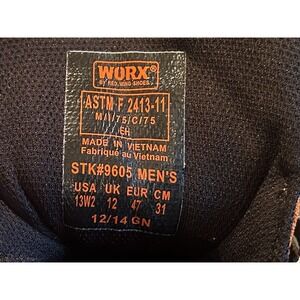 WORX
BY RED WING SHOES
ASTM F 2413-11
M/I/75/C/75
EH
MADE IN VIETNAM
Fabriqué au Vietnam
STK#9605 MEN'S
USA UK EUR CM
13W2 12 47 31
12/14 GN